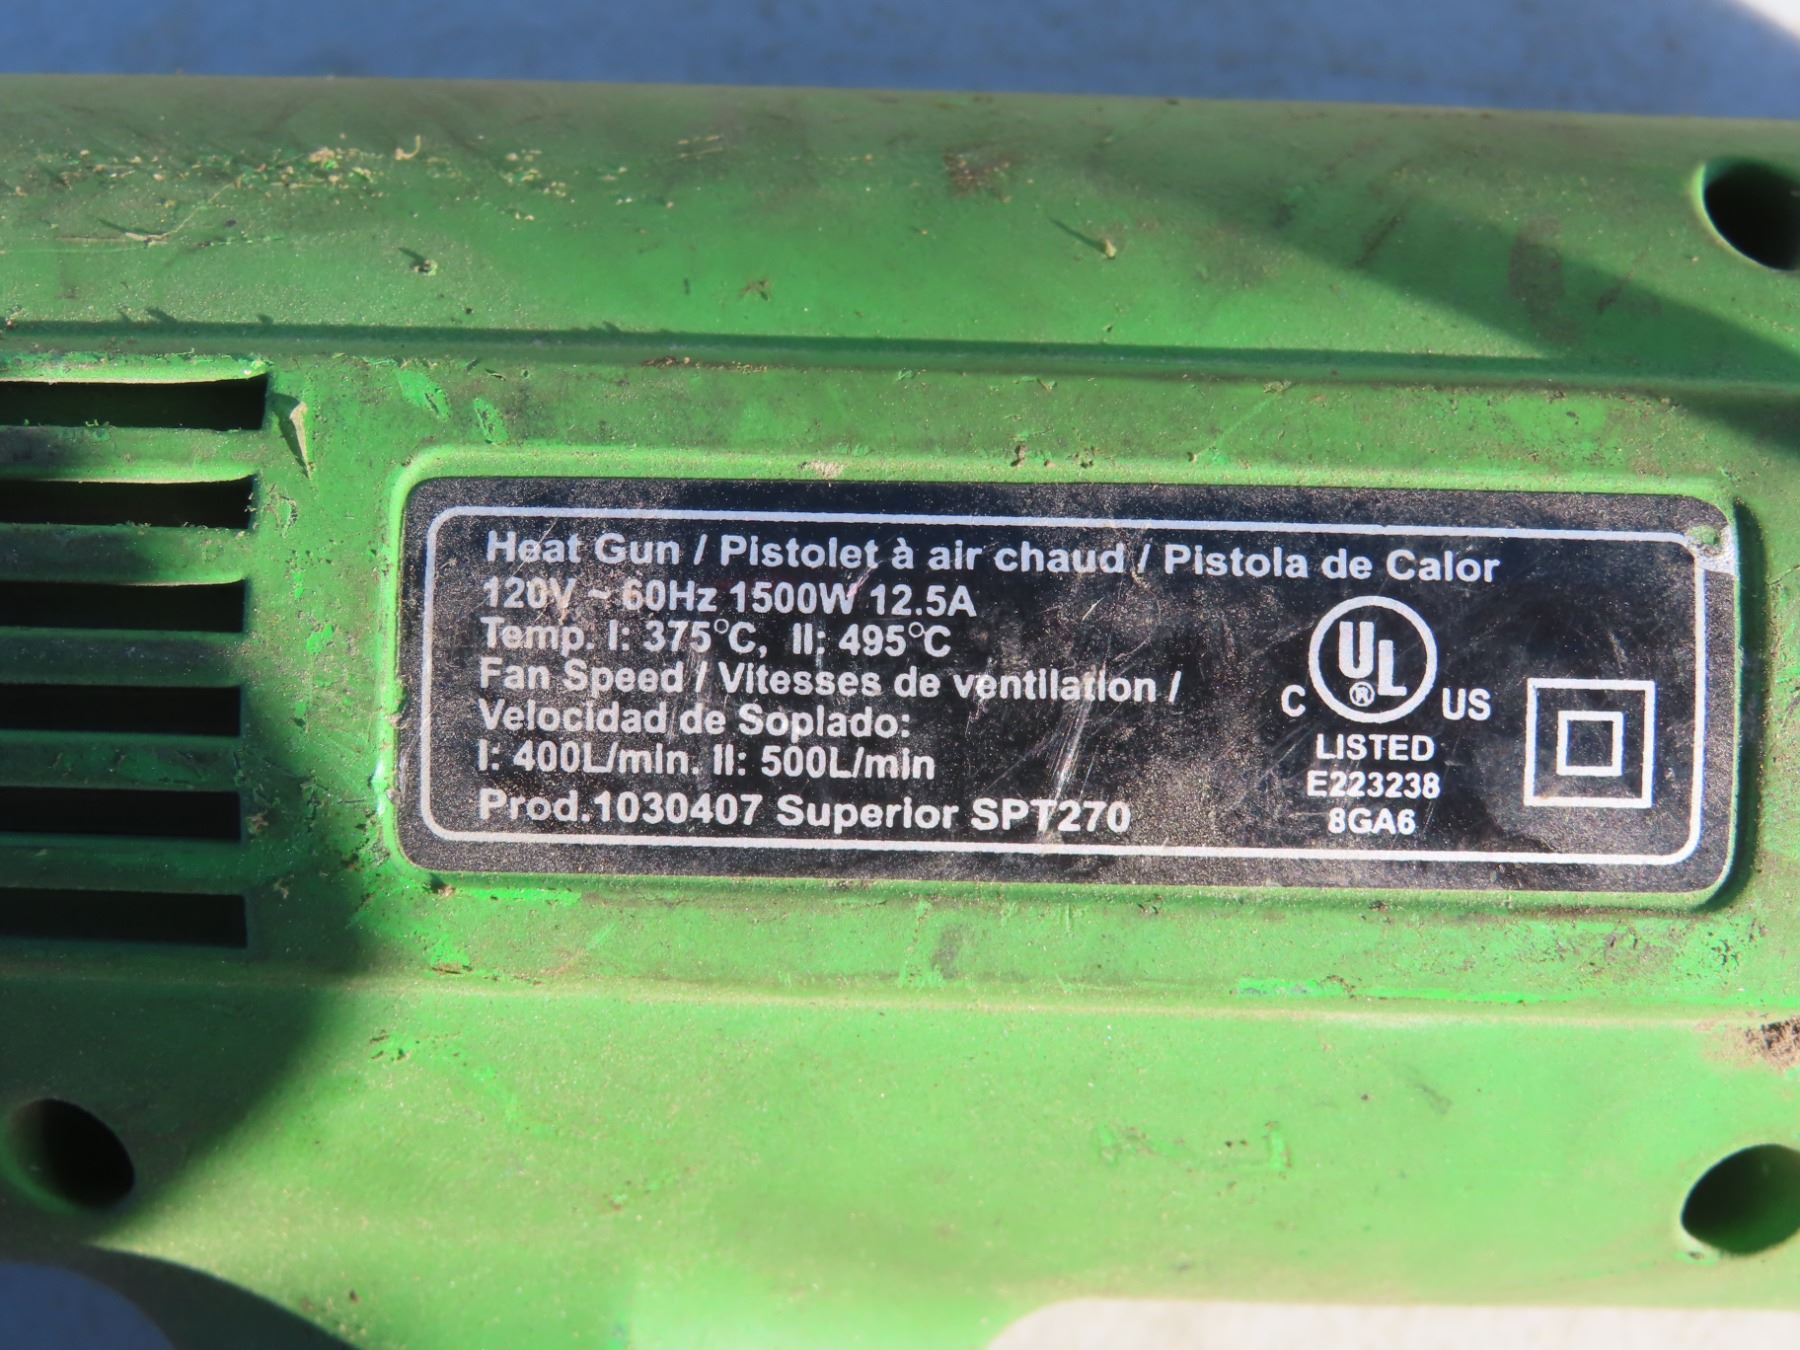 Heat Gun / Pistolet à air chaud / Pistola de Calor
120V ~ 60Hz 1500W 12.5A
Temp. I: 375°C, II: 495°C
Fan Speed / Vitesses de ventilation /
Velocidad de Soplado:
I: 400L/min. II: 500L/min
Prod.1030407 Superior SPT270
C UL ® US
LISTED
E223238
8GA6